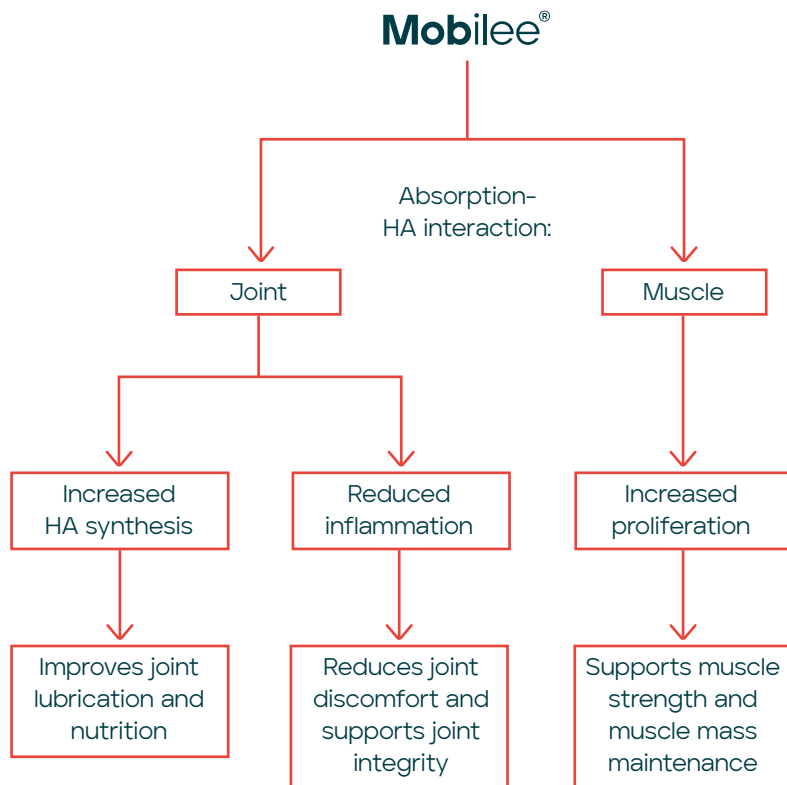 Mobilee®
Absorption-
HA interaction:
Joint
Muscle
Increased
HA synthesis
Reduced
inflammation
Increased
proliferation
Improves joint
lubrication and
nutrition
Reduces joint
discomfort and
supports joint
integrity
Supports muscle
strength and
muscle mass
maintenance